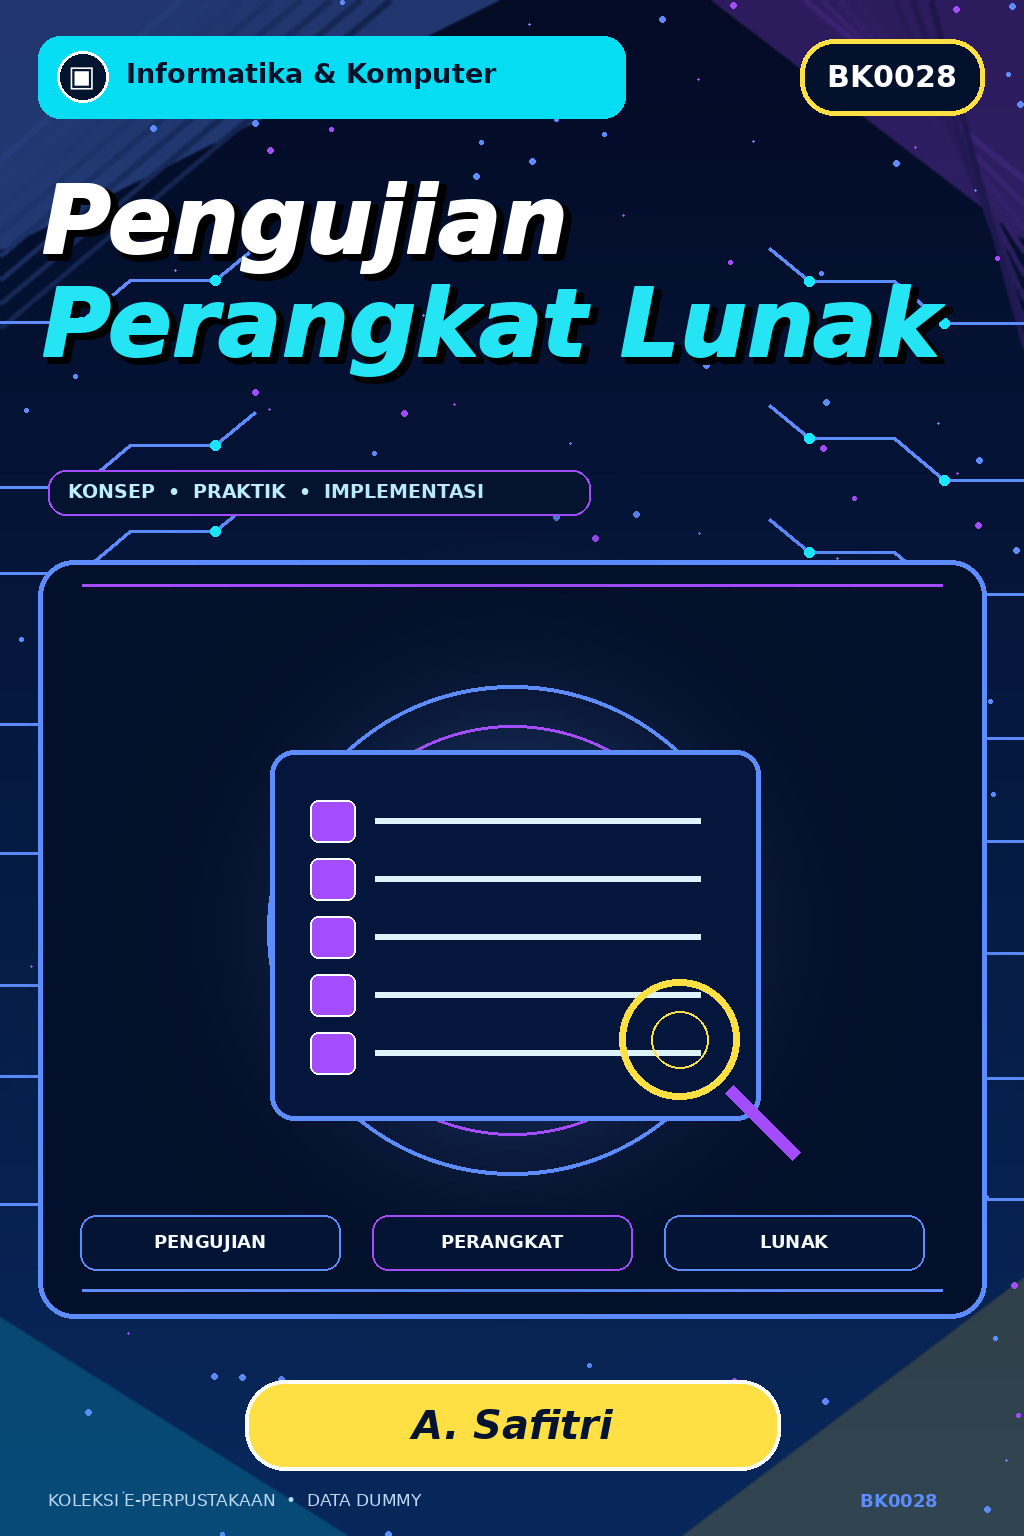 Informatika & Komputer
BK0028
Pengujian
Perangkat Lunak
KONSEP • PRAKTIK • IMPLEMENTASI
PENGUJIAN
PERANGKAT
LUNAK
A. Safitri
KOLEKSI E-PERPUSTAKAAN • DATA DUMMY
BK0028